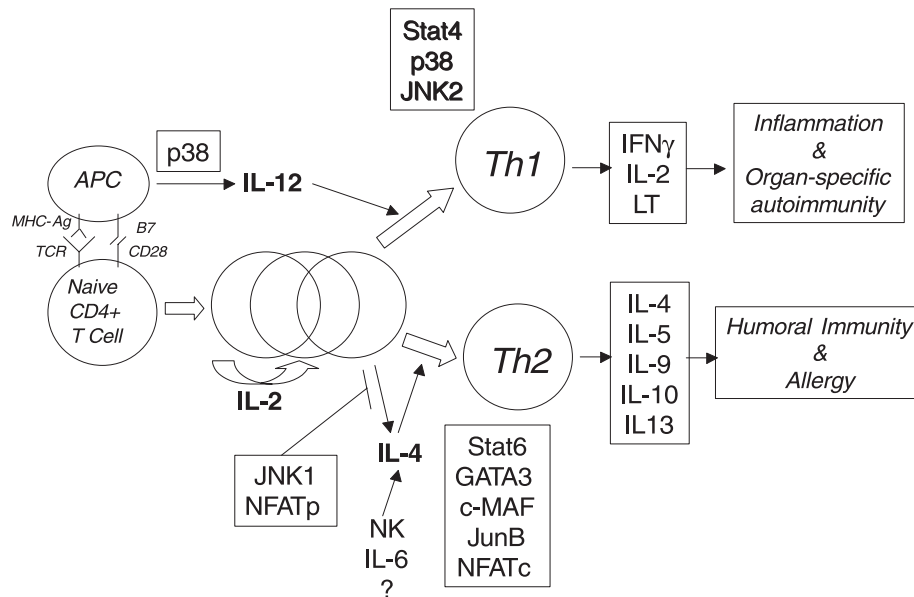 Stat4
p38
JNK2
p38
APC
IL-12
Th1
IFNγ
IL-2
LT
Inflammation
&
Organ-specific
autoimmunity
MHC-Ag
B7
TCR
CD28
Naive
CD4+
T Cell
IL-2
Th2
IL-4
IL-5
IL-9
IL-10
IL13
Humoral Immunity
&
Allergy
JNK1
NFATp
IL-4
NK
IL-6
?
Stat6
GATA3
c-MAF
JunB
NFATc